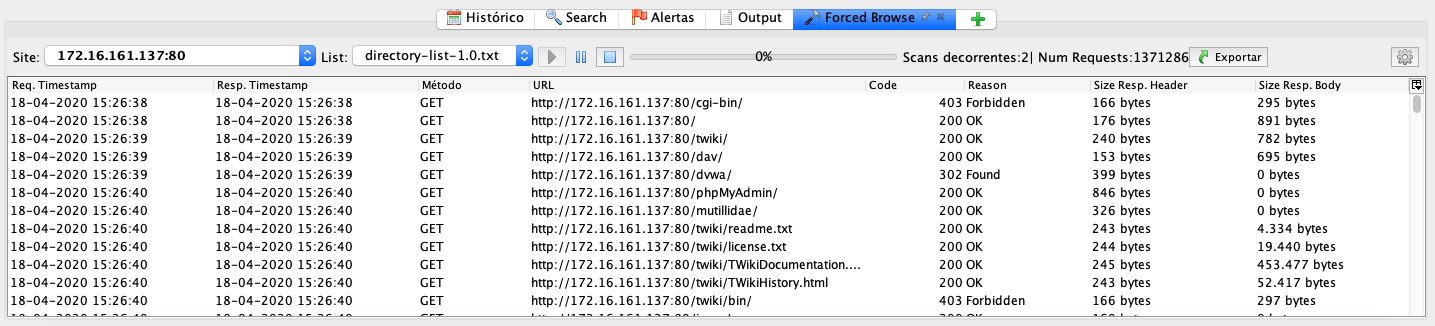 Histórico Search Alertas Output Forced Browse
Site: 172.16.161.137:80 List: directory-list-1.0.txt 0% Scans decorrentes:2| Num Requests:1371286 Exportar
Req. Timestamp Resp. Timestamp Método URL Code Reason Size Resp. Header Size Resp. Body
18-04-2020 15:26:38 18-04-2020 15:26:38 GET http://172.16.161.137:80/cgi-bin/ 403 Forbidden 166 bytes 295 bytes
18-04-2020 15:26:38 18-04-2020 15:26:38 GET http://172.16.161.137:80/ 200 OK 176 bytes 891 bytes
18-04-2020 15:26:39 18-04-2020 15:26:39 GET http://172.16.161.137:80/twiki/ 200 OK 240 bytes 782 bytes
18-04-2020 15:26:39 18-04-2020 15:26:39 GET http://172.16.161.137:80/dav/ 200 OK 153 bytes 695 bytes
18-04-2020 15:26:39 18-04-2020 15:26:39 GET http://172.16.161.137:80/dvwa/ 302 Found 399 bytes 0 bytes
18-04-2020 15:26:40 18-04-2020 15:26:40 GET http://172.16.161.137:80/phpMyAdmin/ 200 OK 846 bytes 0 bytes
18-04-2020 15:26:40 18-04-2020 15:26:40 GET http://172.16.161.137:80/mutillidae/ 200 OK 326 bytes 0 bytes
18-04-2020 15:26:40 18-04-2020 15:26:40 GET http://172.16.161.137:80/twiki/readme.txt 200 OK 243 bytes 4.334 bytes
18-04-2020 15:26:40 18-04-2020 15:26:40 GET http://172.16.161.137:80/twiki/license.txt 200 OK 244 bytes 19.440 bytes
18-04-2020 15:26:40 18-04-2020 15:26:40 GET http://172.16.161.137:80/twiki/TWikiDocumentation.... 200 OK 245 bytes 453.477 bytes
18-04-2020 15:26:40 18-04-2020 15:26:40 GET http://172.16.161.137:80/twiki/TWikiHistory.html 200 OK 243 bytes 52.417 bytes
18-04-2020 15:26:40 18-04-2020 15:26:40 GET http://172.16.161.137:80/twiki/bin/ 403 Forbidden 166 bytes 297 bytes